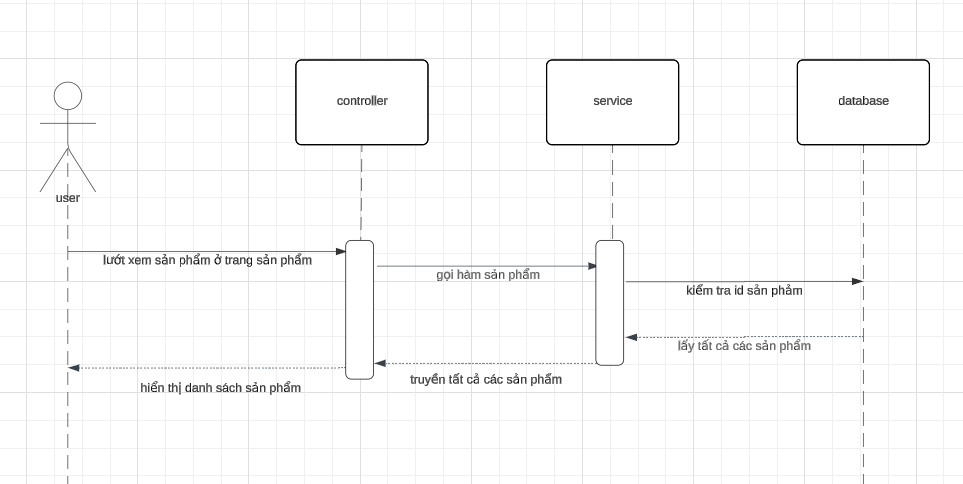 controller
service
database
user
lướt xem sản phẩm ở trang sản phẩm
gọi hàm sản phẩm
kiểm tra id sản phảm
lấy tất cả các sản phẩm
truyền tất cả các sản phẩm
hiển thị danh sách sản phẩm